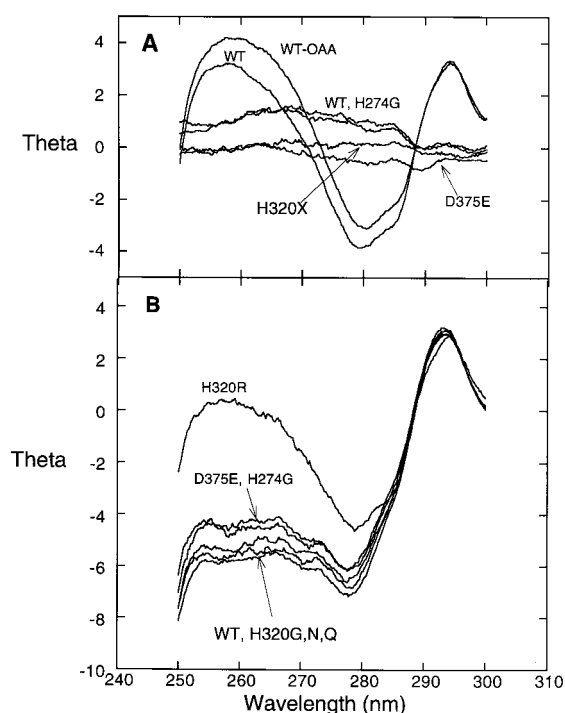 A
4
2
0
-2
-4
Theta
WT-OAA
WT
WT, H274G
H320X
D375E
B
4
2
0
-2
-4
-6
-8
-10
Theta
H320R
D375E, H274G
WT, H320G,N,Q
240 250 260 270 280 290 300 310
Wavelength (nm)